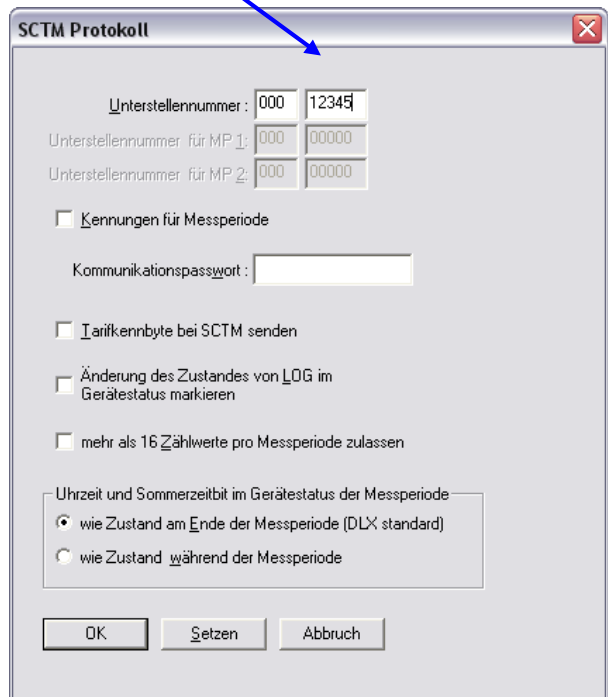 SCTM Protokoll
Unterstellennummer : 000 12345
Unterstellennummer für MP 1: 000 00000
Unterstellennummer für MP 2: 000 00000
Kennungen für Messperiode
Kommunikationspasswort :
Tarifkennbyte bei SCTM senden
Änderung des Zustandes von LOG im
Gerätestatus markieren
mehr als 16 Zählwerte pro Messperiode zulassen
Uhrzeit und Sommerzeitbit im Gerätestatus der Messperiode
wie Zustand am Ende der Messperiode (DLX standard)
wie Zustand während der Messperiode
OK Setzen Abbruch